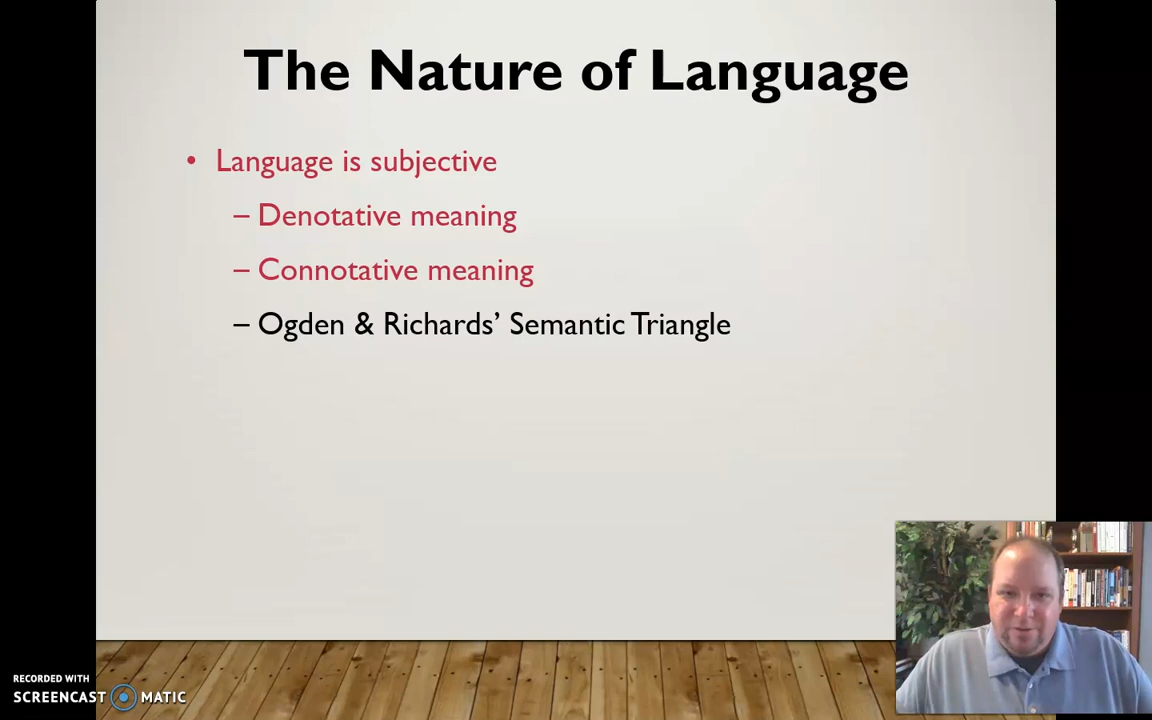 The Nature of Language
• Language is subjective
– Denotative meaning
– Connotative meaning
– Ogden & Richards’ Semantic Triangle
RECORDED WITH
SCREENCAST MATIC